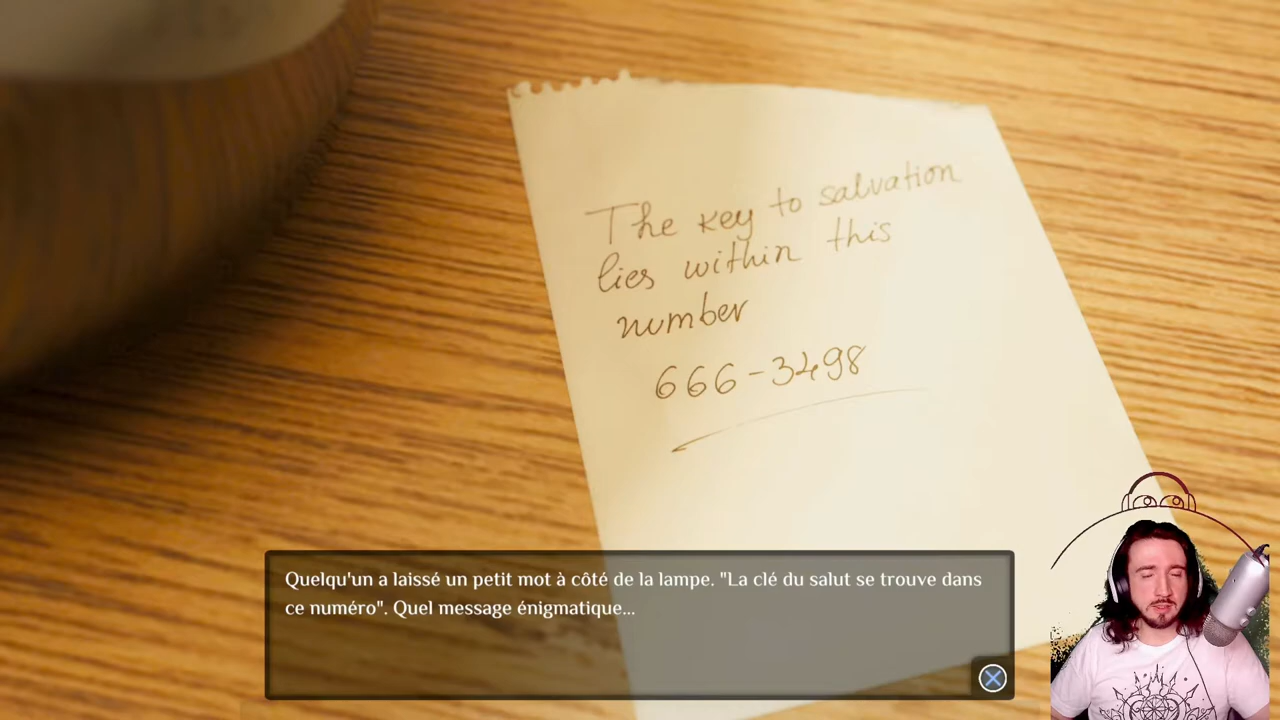 The key to salvation
lies within this
number
666-3498
Quelqu'un a laissé un petit mot à côté de la lampe. "La clé du salut se trouve dans
ce numéro". Quel message énigmatique...